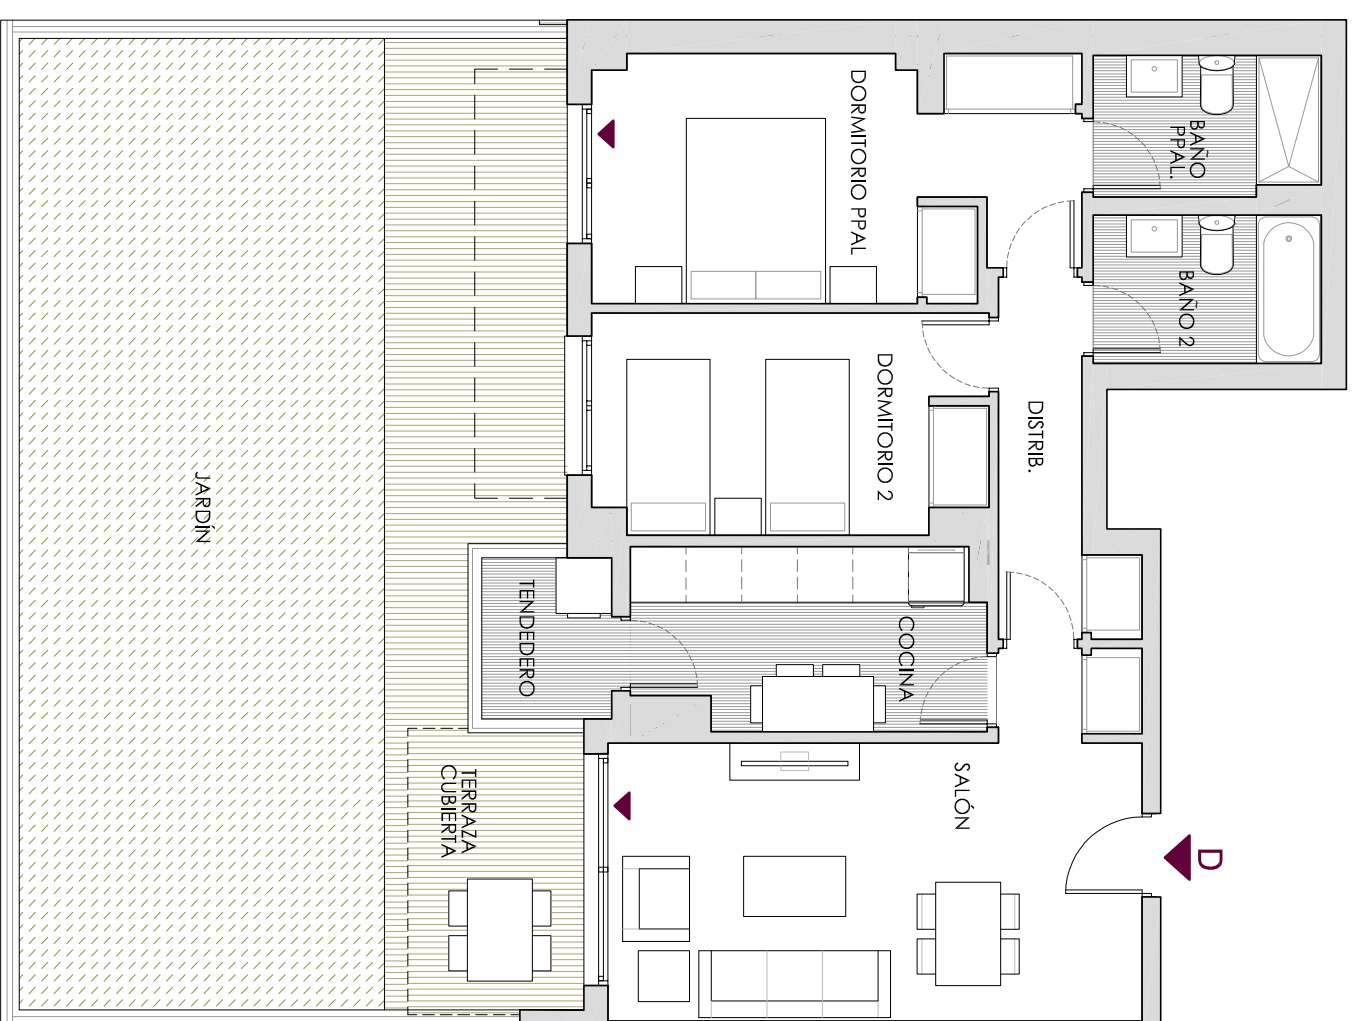 BAÑO
PPAL.
DORMITORIO PPAL
BAÑO 2
DORMITORIO 2
DISTRIB.
JARDÍN
TENDEDERO
COCINA
TERRAZA
CUBIERTA
SALÓN
D